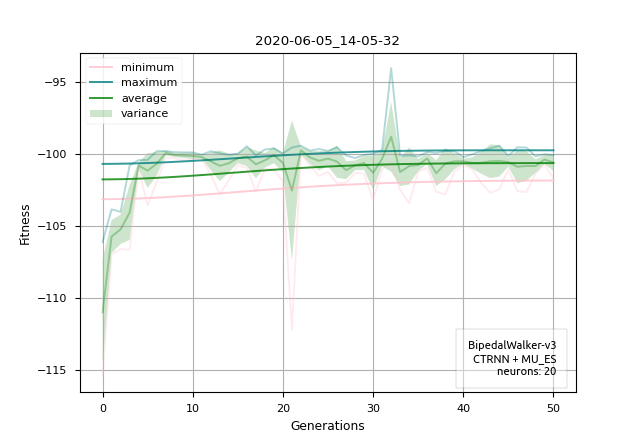 2020-06-05_14-05-32
minimum
maximum
average
variance
−95
−100
−105
−110
−115
Fitness
BipedalWalker-v3
CTRNN + MU_ES
neurons: 20
0 10 20 30 40 50
Generations